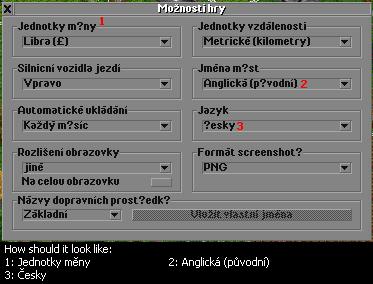 Možnosti hry
Jednotky m?ny 1
Libra (£)
Jednotky vzdálenosti
Metrické (kilometry)
Silnicní vozidla jezdí
Vpravo
Jména m?st
Anglická (p?vodní) 2
Automatické ukládání
Každý m?síc
Jazyk
?esky 3
Rozlišení obrazovky
jiné
Na celou obrazovku
Formát screenshot?
PNG
Názvy dopravních prost?edk?
Základní
Vložit vlastní jména
How should it look like:
1: Jednotky měny
2: Anglická (původní)
3: Česky